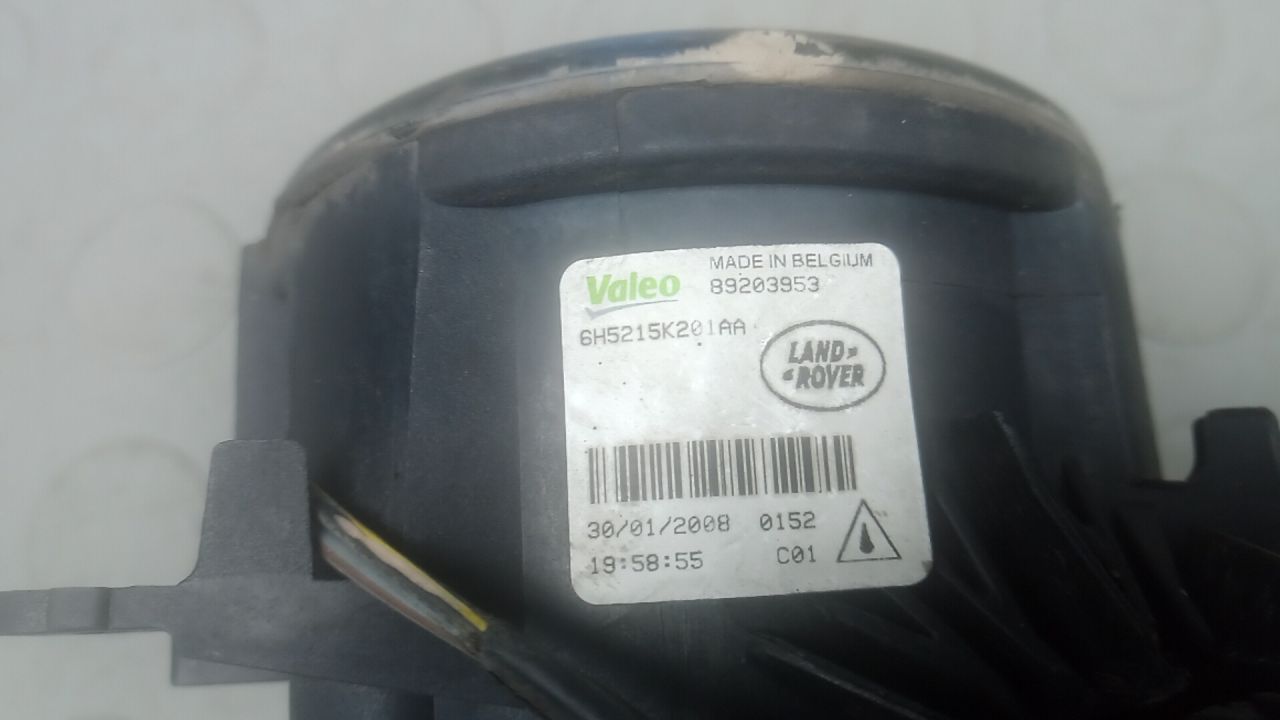 Valeo MADE IN BELGIUM
89203953
6H5215K201AA
LAND
ROVER
30/01/2008 0152
19:58:55 C01